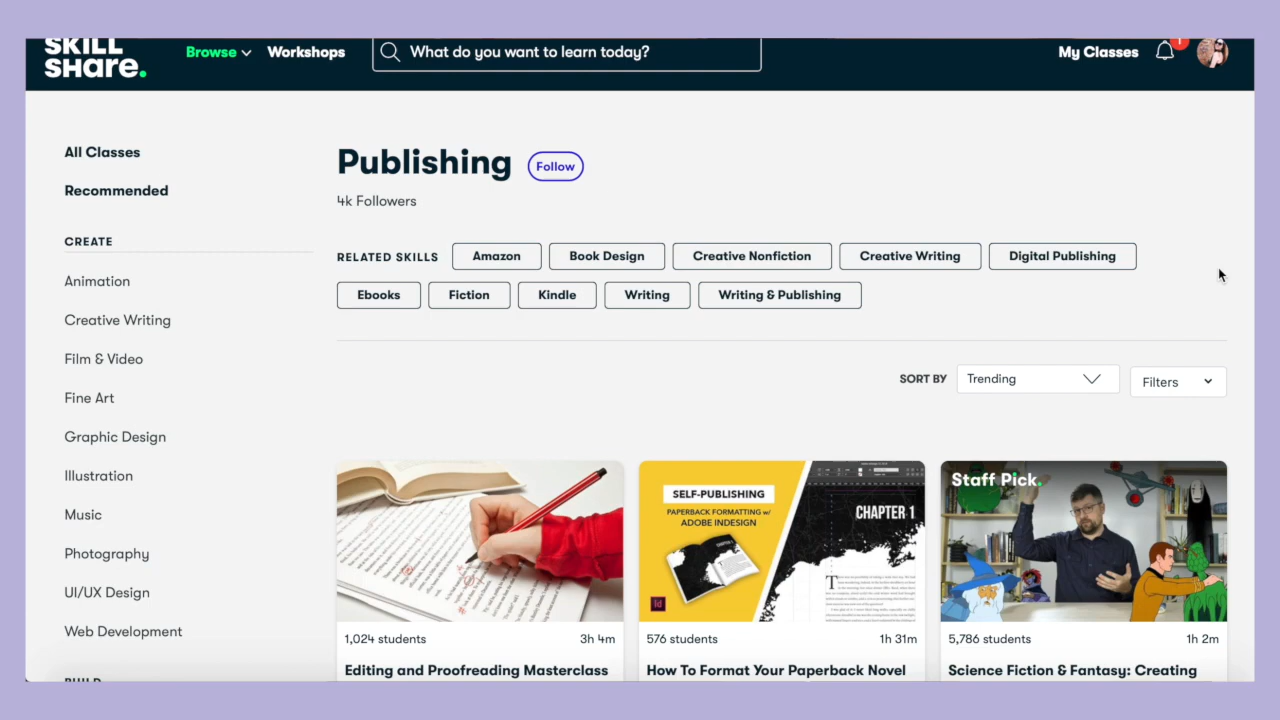 SKILL
SHare.
Browse
Workshops
What do you want to learn today?
My Classes
1
All Classes
Recommended
CREATE
Animation
Creative Writing
Film & Video
Fine Art
Graphic Design
Illustration
Music
Photography
UI/UX Design
Web Development
BUILD
Publishing
Follow
4k Followers
RELATED SKILLS
Amazon
Book Design
Creative Nonfiction
Creative Writing
Digital Publishing
Ebooks
Fiction
Kindle
Writing
Writing & Publishing
SORT BY
Trending
Filters
1,024 students
3h 4m
Editing and Proofreading Masterclass
SELF-PUBLISHING
PAPERBACK FORMATTING w/
ADOBE INDESIGN
CHAPTER 1
Id
576 students
1h 31m
How To Format Your Paperback Novel
Staff Pick.
5,786 students
1h 2m
Science Fiction & Fantasy: Creating